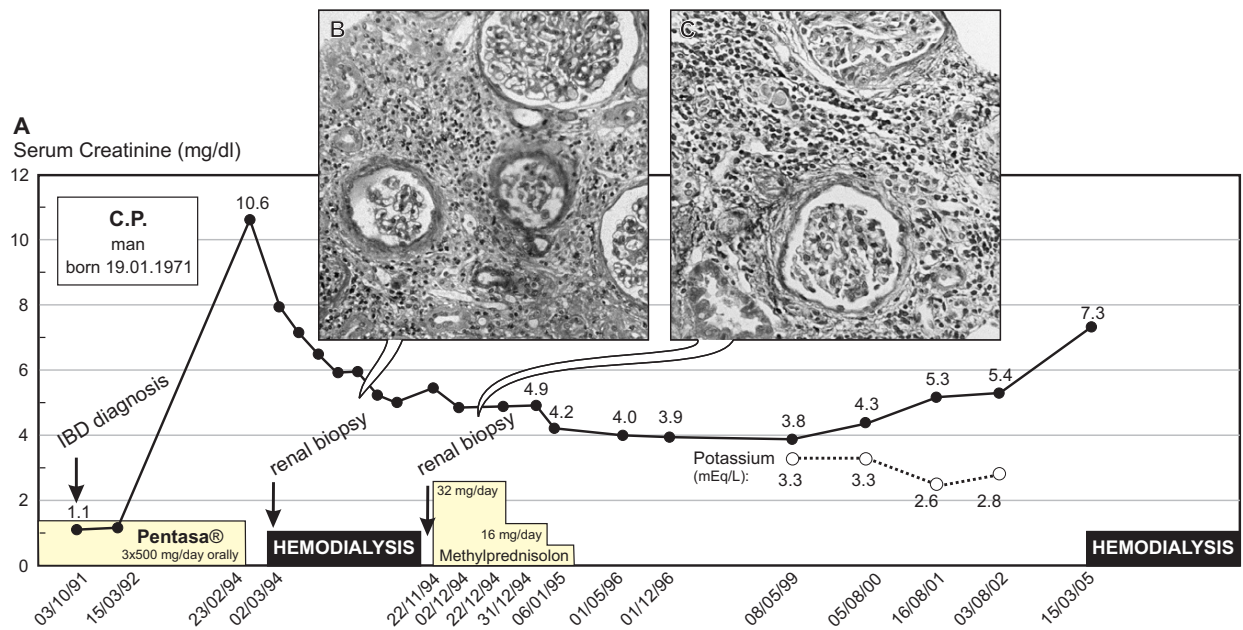 B
C
A
Serum Creatinine (mg/dl)
12
10
8
6
4
2
0
C.P.
man
born 19.01.1971
10.6
IBD diagnosis
1.1
Pentasa®
3x500 mg/day orally
renal biopsy
HEMODIALYSIS
renal biopsy
32 mg/day
16 mg/day
Methylprednisolon
4.9
4.2
4.0
3.9
3.8
4.3
5.3
5.4
7.3
Potassium
(mEq/L):
3.3
3.3
2.6
2.8
HEMODIALYSIS
03/10/91
15/03/92
23/02/94
02/03/94
22/11/94
02/12/94
22/12/94
31/12/94
06/01/95
01/05/96
01/12/96
08/05/99
05/08/00
16/08/01
03/08/02
15/03/05